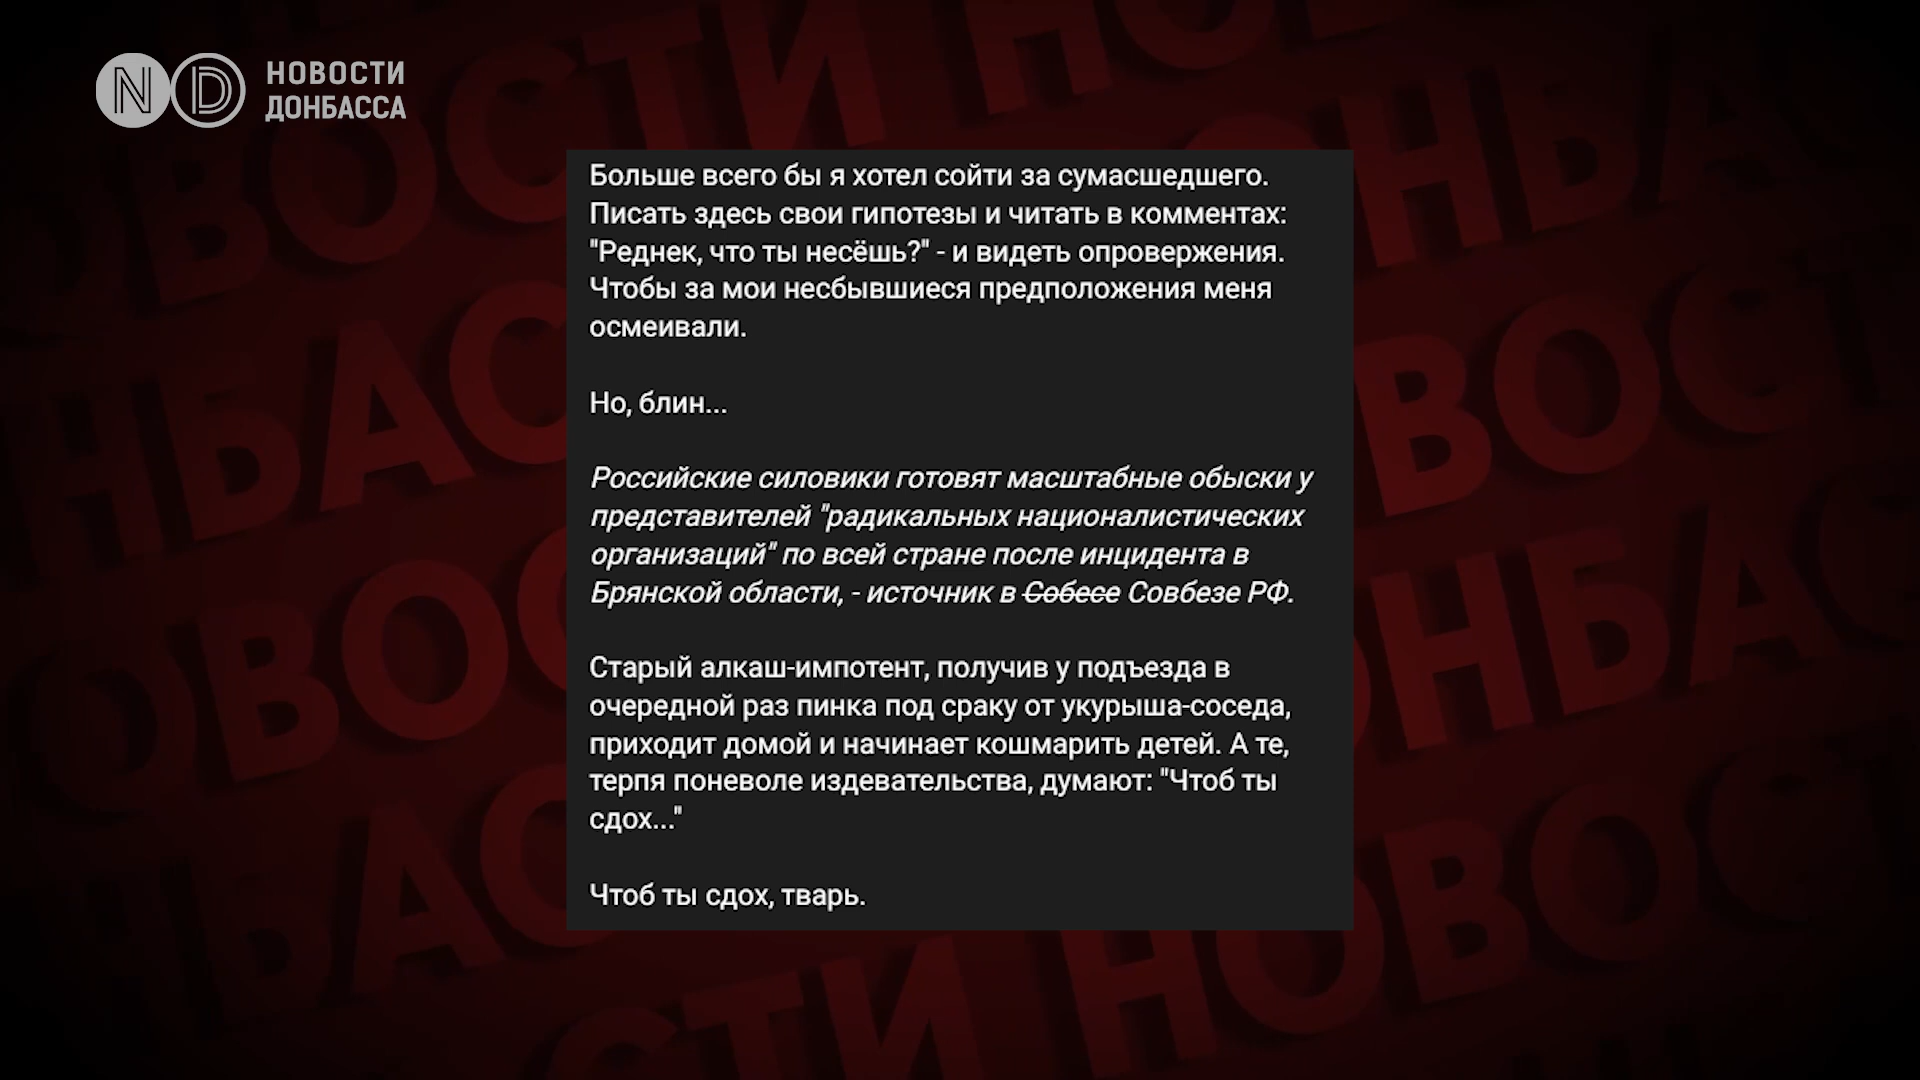 ND
НОВОСТИ
ДОНБАССА
Больше всего бы я хотел сойти за сумасшедшего.
Писать здесь свои гипотезы и читать в комментах:
"Реднек, что ты несёшь?" - и видеть опровержения.
Чтобы за мои несбывшиеся предположения меня
осмеивали.
Но, блин...
Российские силовики готовят масштабные обыски у
представителей "радикальных националистических
организаций" по всей стране после инцидента в
Брянской области, - источник в Собесе Совбезе РФ.
Старый алкаш-импотент, получив у подъезда в
очередной раз пинка под сраку от укурыша-соседа,
приходит домой и начинает кошмарить детей. А те,
терпя поневоле издевательства, думают: "Чтоб ты
сдох..."
Чтоб ты сдох, тварь.